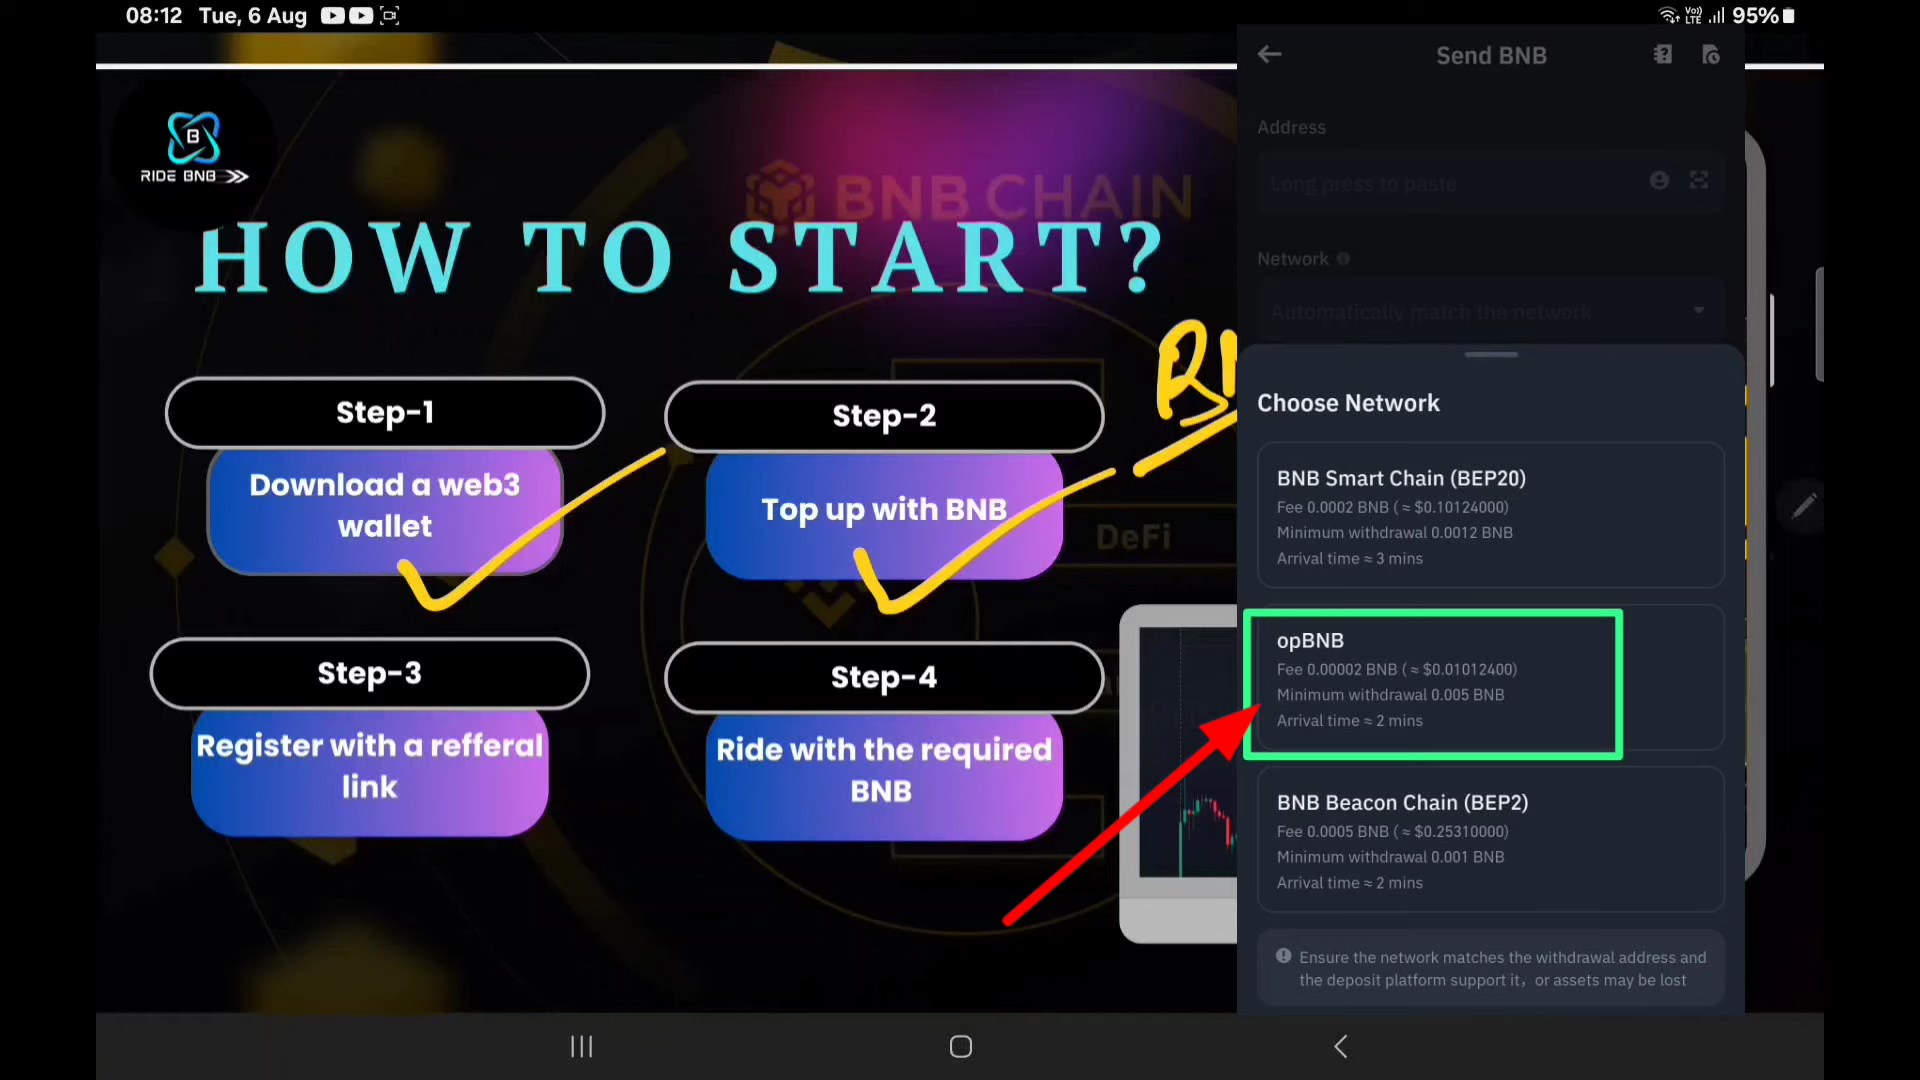 08:12 Tue, 6 Aug
Vo) LTE 95%
RIDE BNB
BNB CHAIN
HOW TO START?
Step-1
Download a web3
wallet
Step-2
Top up with BNB
Step-3
Register with a refferal
link
Step-4
Ride with the required
BNB
DeFi
Send BNB
Address
Long press to paste
Network
Automatically match the network
Choose Network
BNB Smart Chain (BEP20)
Fee 0.0002 BNB ( ≈ $0.10124000)
Minimum withdrawal 0.0012 BNB
Arrival time ≈ 3 mins
opBNB
Fee 0.00002 BNB ( ≈ $0.01012400)
Minimum withdrawal 0.005 BNB
Arrival time ≈ 2 mins
BNB Beacon Chain (BEP2)
Fee 0.0005 BNB ( ≈ $0.25310000)
Minimum withdrawal 0.001 BNB
Arrival time ≈ 2 mins
Ensure the network matches the withdrawal address and
the deposit platform support it, or assets may be lost